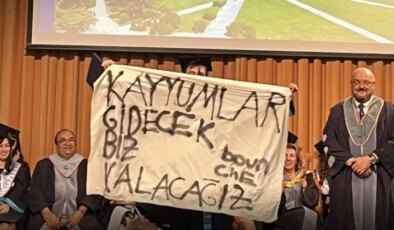 KAYYUMLAR
GİDECEK
BİZ
KALACAĞIZ
boun
ChE